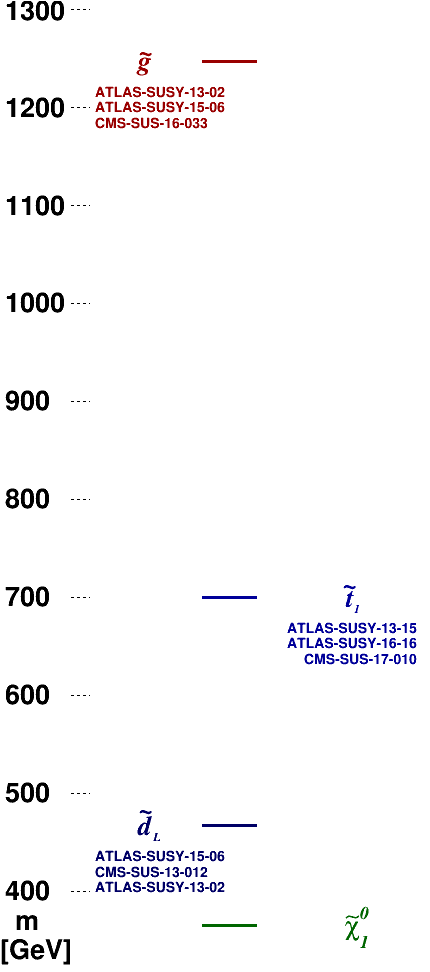 1300
g̃
ATLAS-SUSY-13-02
1200
ATLAS-SUSY-15-06
CMS-SUS-16-033
1100
1000
900
800
700
t̃₁
ATLAS-SUSY-13-15
ATLAS-SUSY-16-16
CMS-SUS-17-010
600
500
d̃_L
ATLAS-SUSY-15-06
CMS-SUS-13-012
400
ATLAS-SUSY-13-02
m
[GeV]
χ̃⁰₁